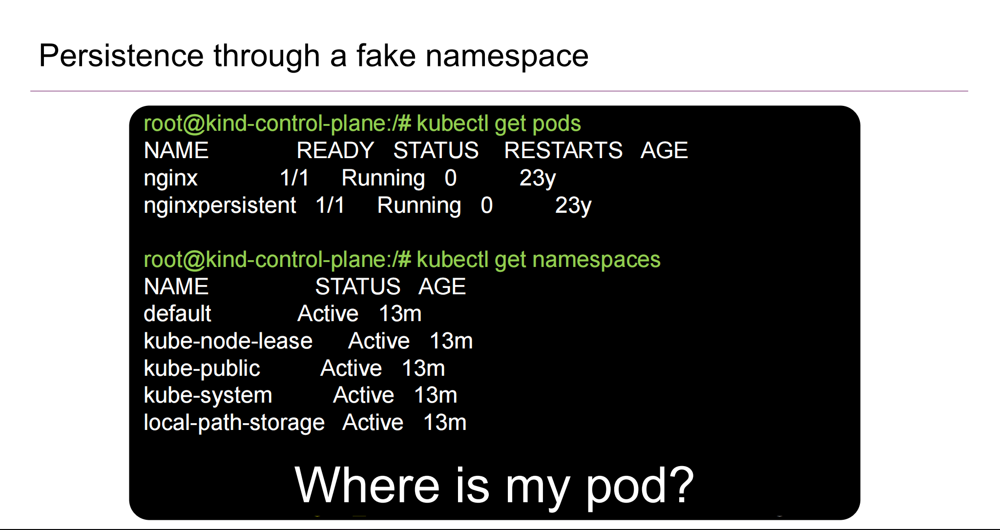 Persistence through a fake namespace
root@kind-control-plane:/# kubectl get pods
NAME READY STATUS RESTARTS AGE
nginx 1/1 Running 0 23y
nginxpersistent 1/1 Running 0 23y
root@kind-control-plane:/# kubectl get namespaces
NAME STATUS AGE
default Active 13m
kube-node-lease Active 13m
kube-public Active 13m
kube-system Active 13m
local-path-storage Active 13m
Where is my pod?